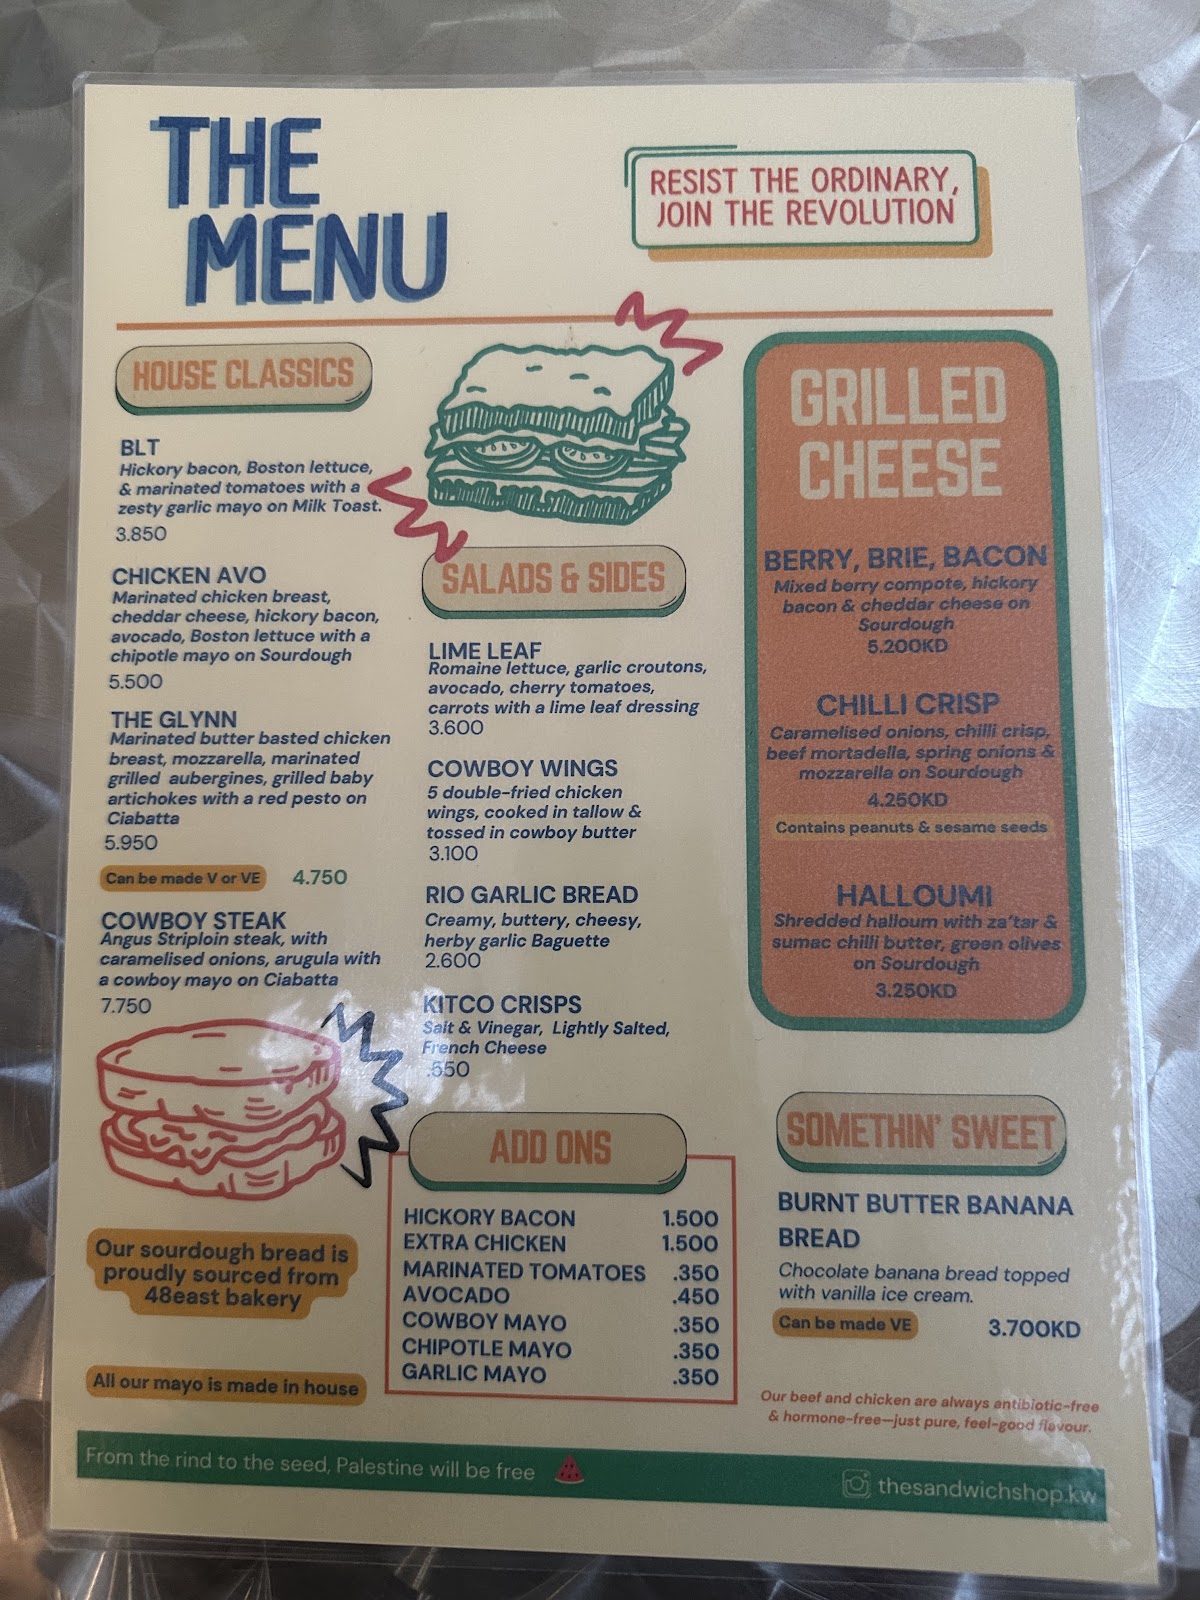 THE
MENU
RESIST THE ORDINARY,
JOIN THE REVOLUTION
HOUSE CLASSICS
BLT
Hickory bacon, Boston lettuce,
& marinated tomatoes with a
zesty garlic mayo on Milk Toast.
3.850
CHICKEN AVO
Marinated chicken breast,
cheddar cheese, hickory bacon,
avocado, Boston lettuce with a
chipotle mayo on Sourdough
5.500
THE GLYNN
Marinated butter basted chicken
breast, mozzarella, marinated
grilled aubergines, grilled baby
artichokes with a red pesto on
Ciabatta
5.950
Can be made V or VE 4.750
COWBOY STEAK
Angus Striploin steak, with
caramelised onions, arugula with
a cowboy mayo on Ciabatta
7.750
Our sourdough bread is
proudly sourced from
48east bakery
All our mayo is made in house
SALADS & SIDES
LIME LEAF
Romaine lettuce, garlic croutons,
avocado, cherry tomatoes,
carrots with a lime leaf dressing
3.600
COWBOY WINGS
5 double-fried chicken
wings, cooked in tallow &
tossed in cowboy butter
3.100
RIO GARLIC BREAD
Creamy, buttery, cheesy,
herby garlic Baguette
2.600
KITCO CRISPS
Salt & Vinegar, Lightly Salted,
French Cheese
.550
ADD ONS
HICKORY BACON 1.500
EXTRA CHICKEN 1.500
MARINATED TOMATOES .350
AVOCADO .450
COWBOY MAYO .350
CHIPOTLE MAYO .350
GARLIC MAYO .350
GRILLED
CHEESE
BERRY, BRIE, BACON
Mixed berry compote, hickory
bacon & cheddar cheese on
Sourdough
5.200KD
CHILLI CRISP
Caramelised onions, chilli crisp,
beef mortadella, spring onions &
mozzarella on Sourdough
4.250KD
Contains peanuts & sesame seeds
HALLOUMI
Shredded halloum with za'tar &
sumac chilli butter, green olives
on Sourdough
3.250KD
SOMETHIN' SWEET
BURNT BUTTER BANANA
BREAD
Chocolate banana bread topped
with vanilla ice cream.
Can be made VE 3.700KD
Our beef and chicken are always antibiotic-free
& hormone-free—just pure, feel-good flavour.
From the rind to the seed, Palestine will be free
thesandwichshop.kw